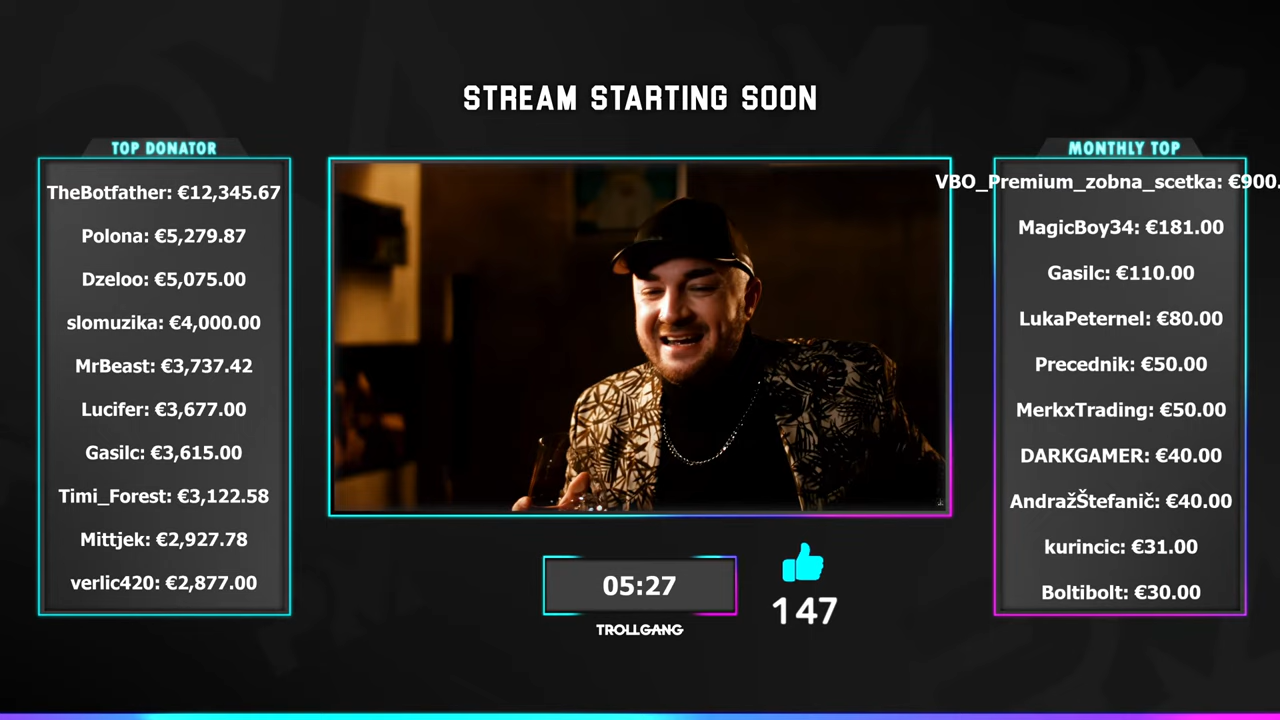 STREAM STARTING SOON
TOP DONATOR
TheBotfather: €12,345.67
Polona: €5,279.87
Dzeloo: €5,075.00
slomuzika: €4,000.00
MrBeast: €3,737.42
Lucifer: €3,677.00
Gasilc: €3,615.00
Timi_Forest: €3,122.58
Mittjek: €2,927.78
verlic420: €2,877.00
MONTHLY TOP
VBO_Premium_zobna_scetka: €900.
MagicBoy34: €181.00
Gasilc: €110.00
LukaPeternel: €80.00
Precednik: €50.00
MerkxTrading: €50.00
DARKGAMER: €40.00
AndražŠtefanič: €40.00
kurincic: €31.00
Boltibolt: €30.00
05:27
TROLLGANG
147